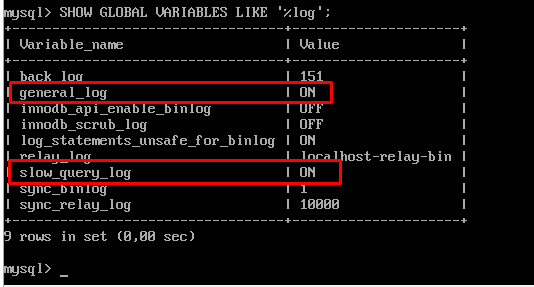 mysql> SHOW GLOBAL VARIABLES LIKE '%log';
+-------------------------------+---------------------+
| Variable_name | Value |
+-------------------------------+---------------------+
| back_log | 151
| general_log | ON
| innodb_api_enable_binlog | OFF
| innodb_scrub_log | OFF
| log_statements_unsafe_for_binlog | ON
| relay_log | localhost-relay-bin |
| slow_query_log | ON
| sync_binlog | 1
| sync_relay_log | 10000 |
+-------------------------------+---------------------+
9 rows in set (0,00 sec)
mysql> _